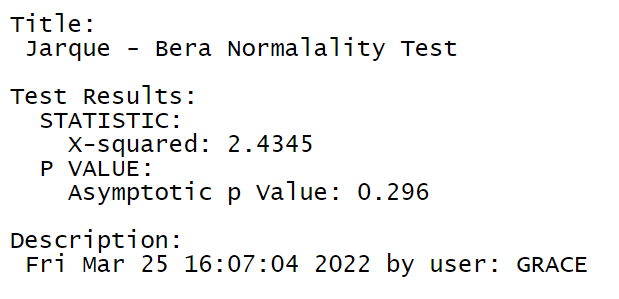 Title:
Jarque - Bera Normalality Test
Test Results:
STATISTIC:
X-squared: 2.4345
P VALUE:
Asymptotic p Value: 0.296
Description:
Fri Mar 25 16:07:04 2022 by user: GRACE